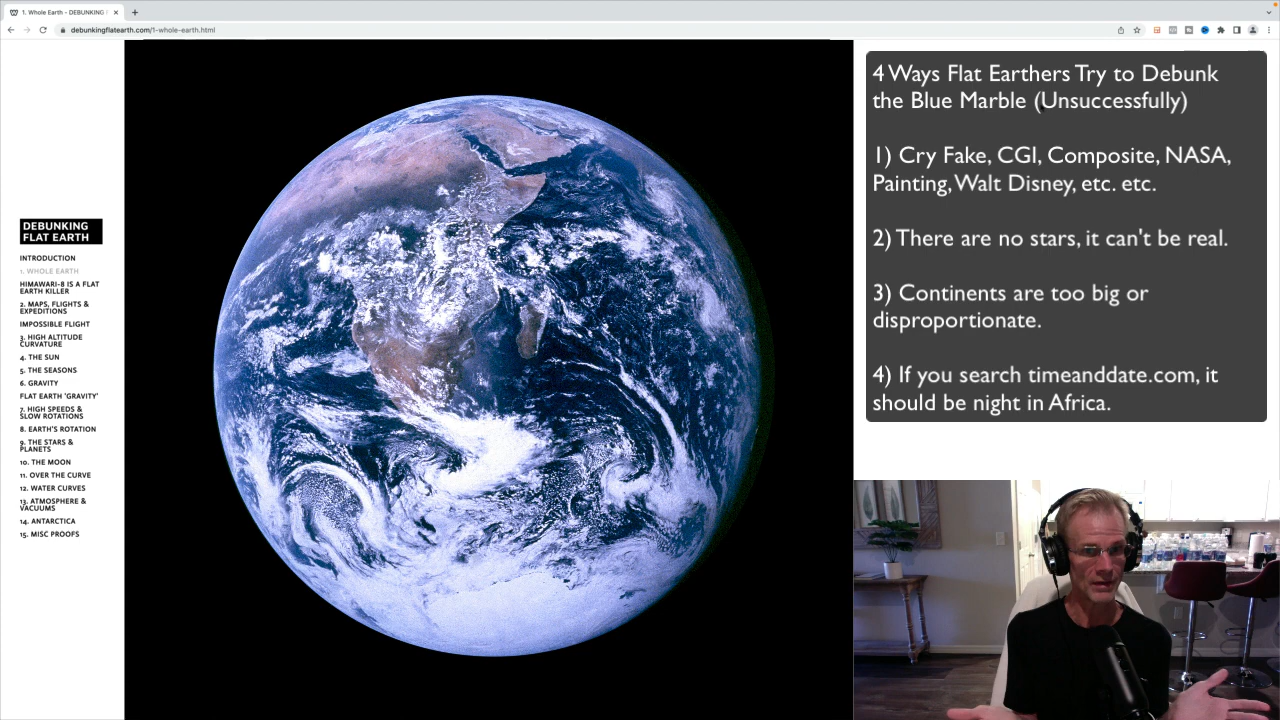 1. Whole Earth - DEBUNKING
debunkingflatearth.com/1-whole-earth.html
DEBUNKING
FLAT EARTH
INTRODUCTION
1. WHOLE EARTH
HIMAWARI-8 IS A FLAT
EARTH KILLER
2. MAPS, FLIGHTS &
EXPEDITIONS
IMPOSSIBLE FLIGHT
3. HIGH ALTITUDE
CURVATURE
4. THE SUN
5. THE SEASONS
6. GRAVITY
FLAT EARTH 'GRAVITY'
7. HIGH SPEEDS &
SLOW ROTATIONS
8. EARTH'S ROTATION
9. THE STARS &
PLANETS
10. THE MOON
11. OVER THE CURVE
12. WATER CURVES
13. ATMOSPHERE &
VACUUMS
14. ANTARCTICA
15. MISC PROOFS
4 Ways Flat Earthers Try to Debunk
the Blue Marble (Unsuccessfully)
1) Cry Fake, CGI, Composite, NASA,
Painting, Walt Disney, etc. etc.
2) There are no stars, it can't be real.
3) Continents are too big or
disproportionate.
4) If you search timeanddate.com, it
should be night in Africa.